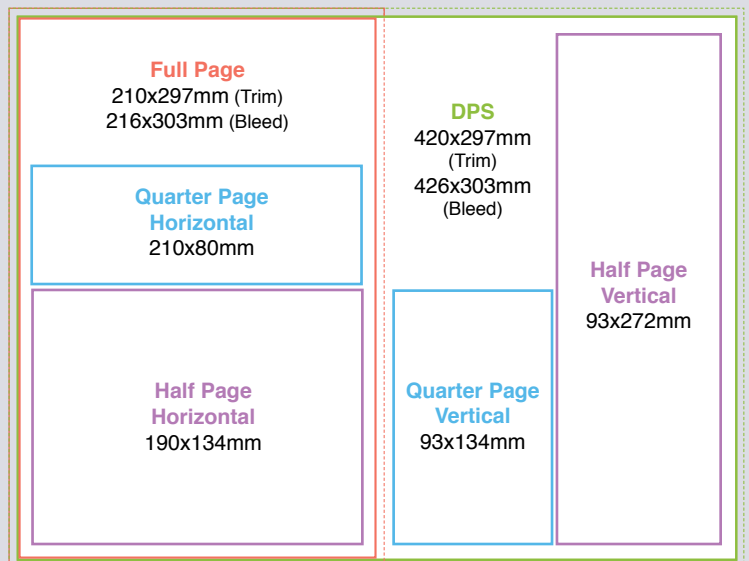 Full Page
210x297mm (Trim)
216x303mm (Bleed)
Quarter Page
Horizontal
210x80mm
Half Page
Horizontal
190x134mm
DPS
420x297mm
(Trim)
426x303mm
(Bleed)
Quarter Page
Vertical
93x134mm
Half Page
Vertical
93x272mm